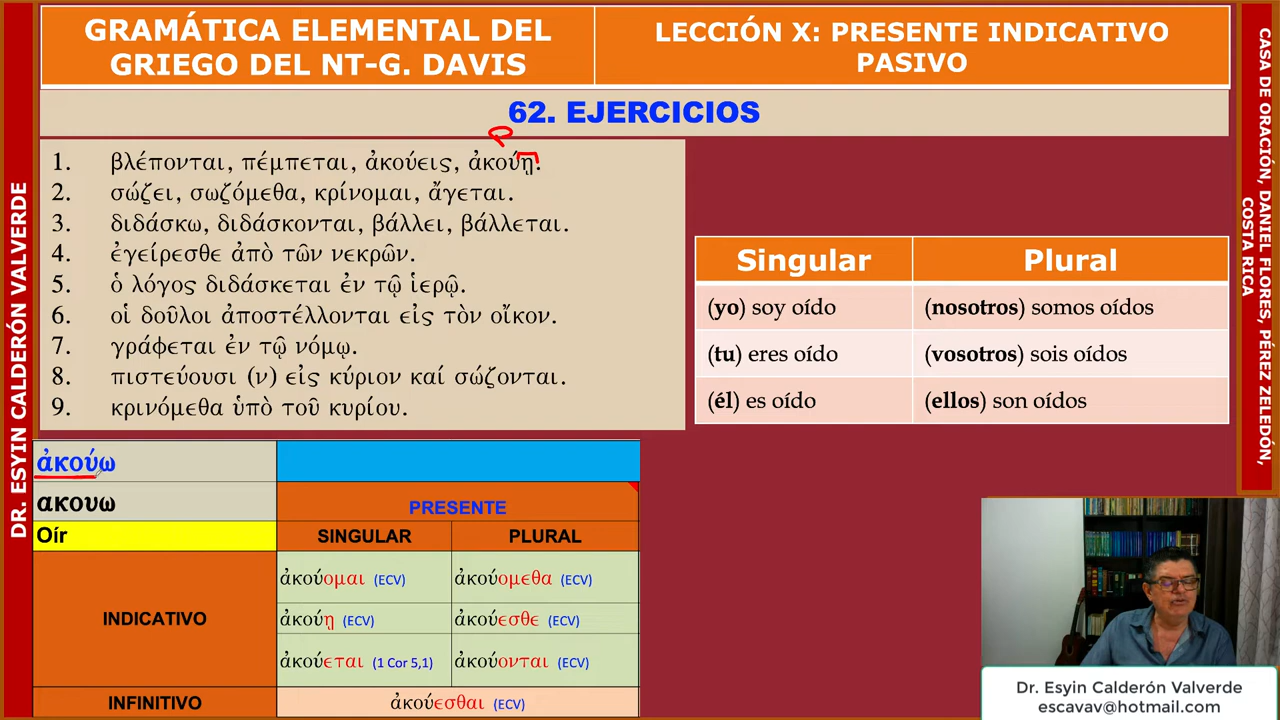 GRAMÁTICA ELEMENTAL DEL
GRIEGO DEL NT-G. DAVIS
LECCIÓN X: PRESENTE INDICATIVO
PASIVO
62. EJERCICIOS
P
1. βλέπονται, πέμπεται, ἀκούεις, ἀκούῃ.
2. σώζει, σωζόμεθα, κρίνομαι, ἄγεται.
3. διδάσκω, διδάσκονται, βάλλει, βάλλεται.
4. ἐγείρεσθε ἀπὸ τῶν νεκρῶν.
5. ὁ λόγος διδάσκεται ἐν τῷ ἱερῷ.
6. οἱ δοῦλοι ἀποστέλλονται εἰς τὸν οἴκον.
7. γράφεται ἐν τῷ νόμῳ.
8. πιστεύουσι (ν) εἰς κύριον καί σώζονται.
9. κρινόμεθα ὑπὸ τοῦ κυρίου.
Singular Plural
(yo) soy oído (nosotros) somos oídos
(tu) eres oído (vosotros) sois oídos
(él) es oído (ellos) son oídos
ἀκούω
ακουω PRESENTE
Oír SINGULAR PLURAL
INDICATIVO
ἀκούομαι (ECV) ἀκούομεθα (ECV)
ἀκούῃ (ECV) ἀκούεσθε (ECV)
ἀκούεται (1 Cor 5,1) ἀκούονται (ECV)
INFINITIVO ἀκούεσθαι (ECV)
DR. ESYIN CALDERÓN VALVERDE
CASA DE ORACIÓN, DANIEL FLORES, PÉREZ ZELEDÓN,
COSTA RICA
Dr. Esyin Calderón Valverde
escavav@hotmail.com